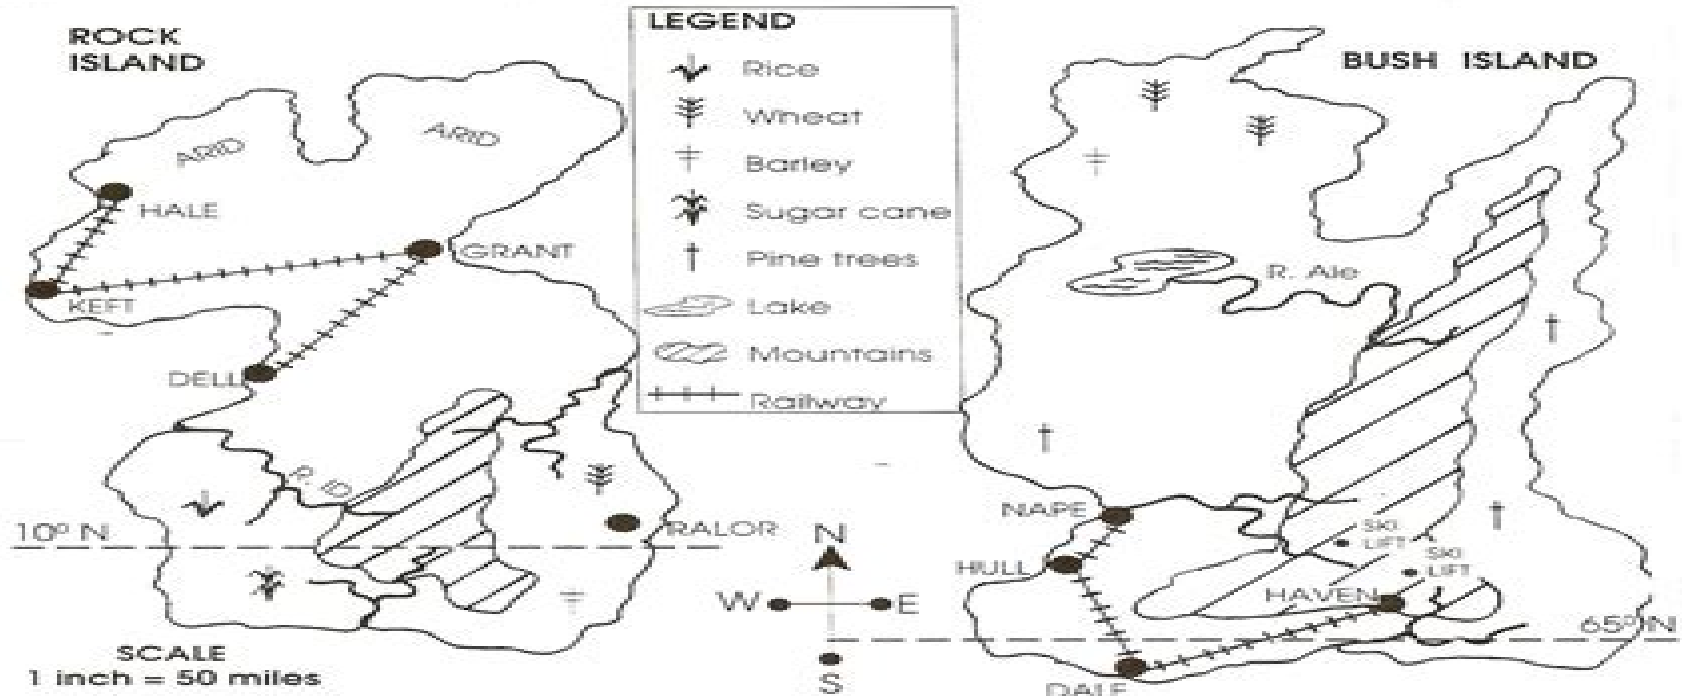 ROCK
ISLAND
ARID
ARID
HALE
GRANT
KEFT
DELL
R. ID
10° N
RALOR
SCALE
1 inch = 50 miles
LEGEND
Rice
Wheat
Barley
Sugar cane
Pine trees
Lake
Mountains
Railway
N
W
E
S
BUSH ISLAND
R. Ale
NAPE
SKI
LIFT
SKI
LIFT
HULL
HAVEN
65° N
DALE